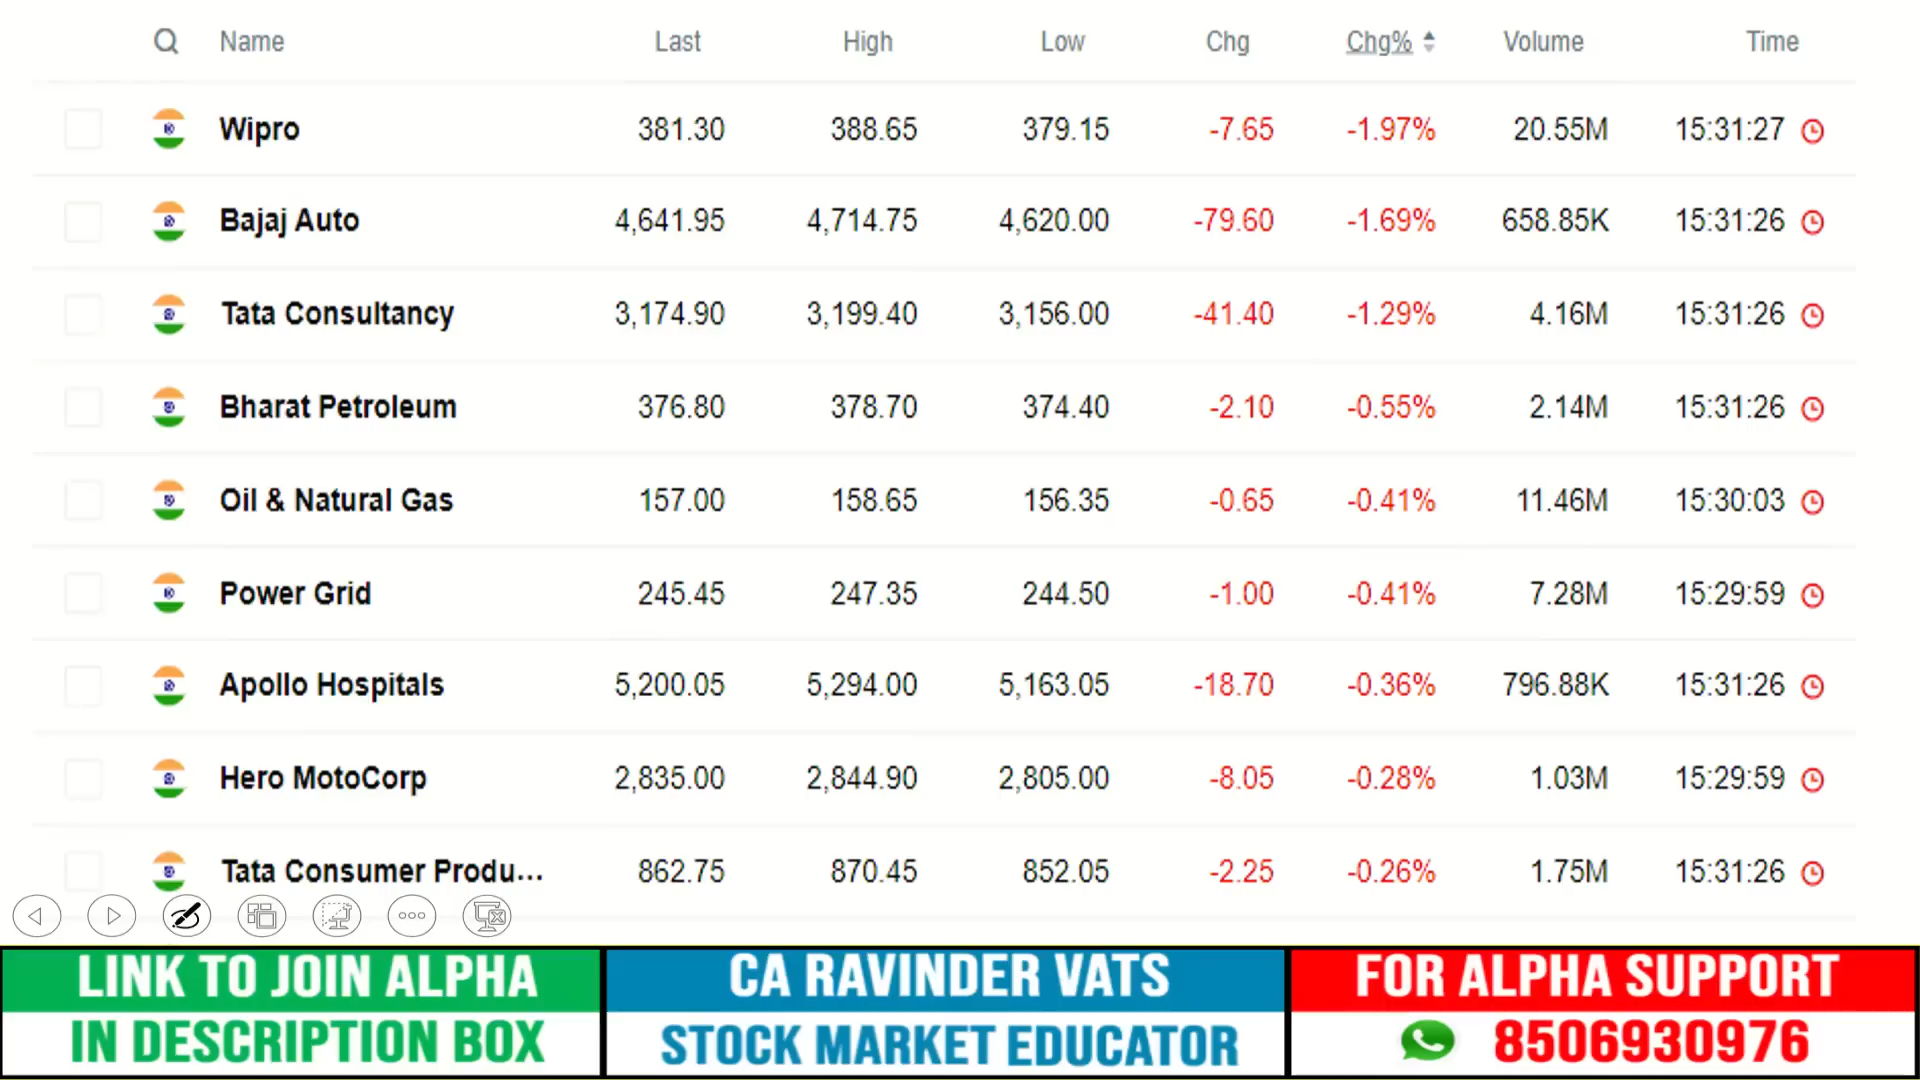 Name Last High Low Chg Chg% Volume Time
Wipro 381.30 388.65 379.15 -7.65 -1.97% 20.55M 15:31:27
Bajaj Auto 4,641.95 4,714.75 4,620.00 -79.60 -1.69% 658.85K 15:31:26
Tata Consultancy 3,174.90 3,199.40 3,156.00 -41.40 -1.29% 4.16M 15:31:26
Bharat Petroleum 376.80 378.70 374.40 -2.10 -0.55% 2.14M 15:31:26
Oil & Natural Gas 157.00 158.65 156.35 -0.65 -0.41% 11.46M 15:30:03
Power Grid 245.45 247.35 244.50 -1.00 -0.41% 7.28M 15:29:59
Apollo Hospitals 5,200.05 5,294.00 5,163.05 -18.70 -0.36% 796.88K 15:31:26
Hero MotoCorp 2,835.00 2,844.90 2,805.00 -8.05 -0.28% 1.03M 15:29:59
Tata Consumer Produ... 862.75 870.45 852.05 -2.25 -0.26% 1.75M 15:31:26
LINK TO JOIN ALPHA
IN DESCRIPTION BOX
CA RAVINDER VATS
STOCK MARKET EDUCATOR
FOR ALPHA SUPPORT
8506930976